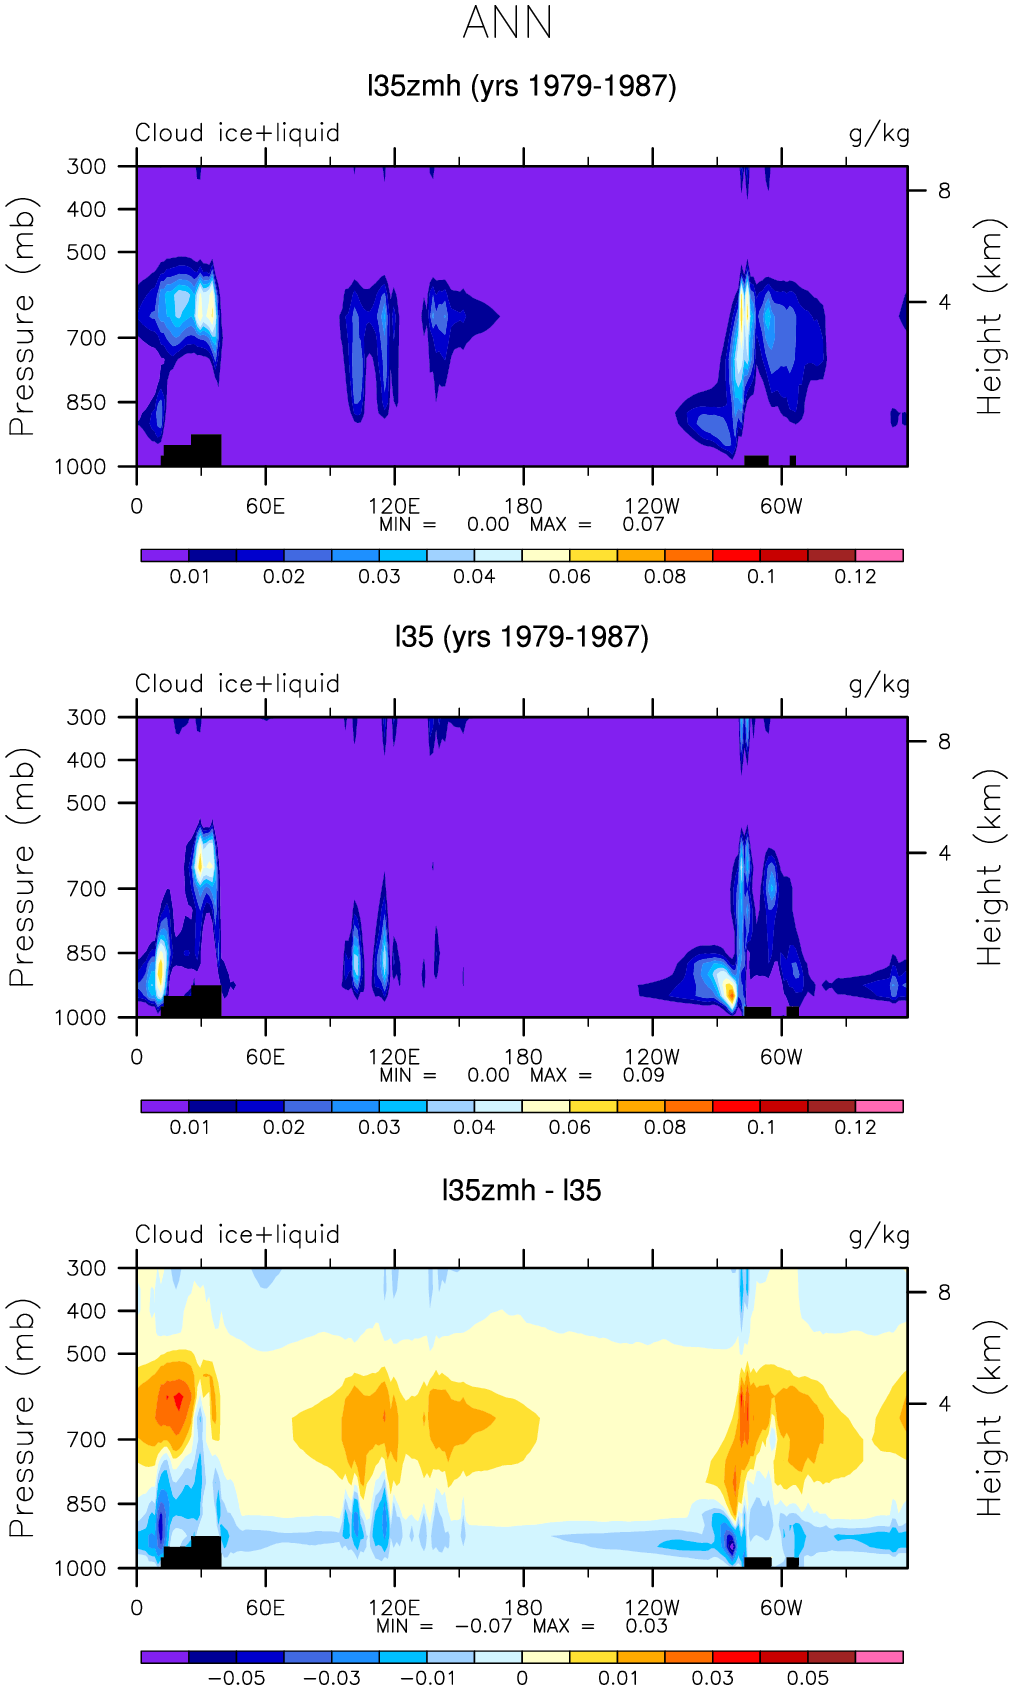 ANN
l35zmh (yrs 1979-1987)
Cloud ice+liquid g/kg
300
400
500
700
850
1000
Pressure (mb)
8
4
Height (km)
0 60E 120E 180 120W 60W
MIN = 0.00 MAX = 0.07
0.01 0.02 0.03 0.04 0.06 0.08 0.1 0.12
l35 (yrs 1979-1987)
Cloud ice+liquid g/kg
300
400
500
700
850
1000
Pressure (mb)
8
4
Height (km)
0 60E 120E 180 120W 60W
MIN = 0.00 MAX = 0.09
0.01 0.02 0.03 0.04 0.06 0.08 0.1 0.12
l35zmh - l35
Cloud ice+liquid g/kg
300
400
500
700
850
1000
Pressure (mb)
8
4
Height (km)
0 60E 120E 180 120W 60W
MIN = -0.07 MAX = 0.03
-0.05 -0.03 -0.01 0 0.01 0.03 0.05